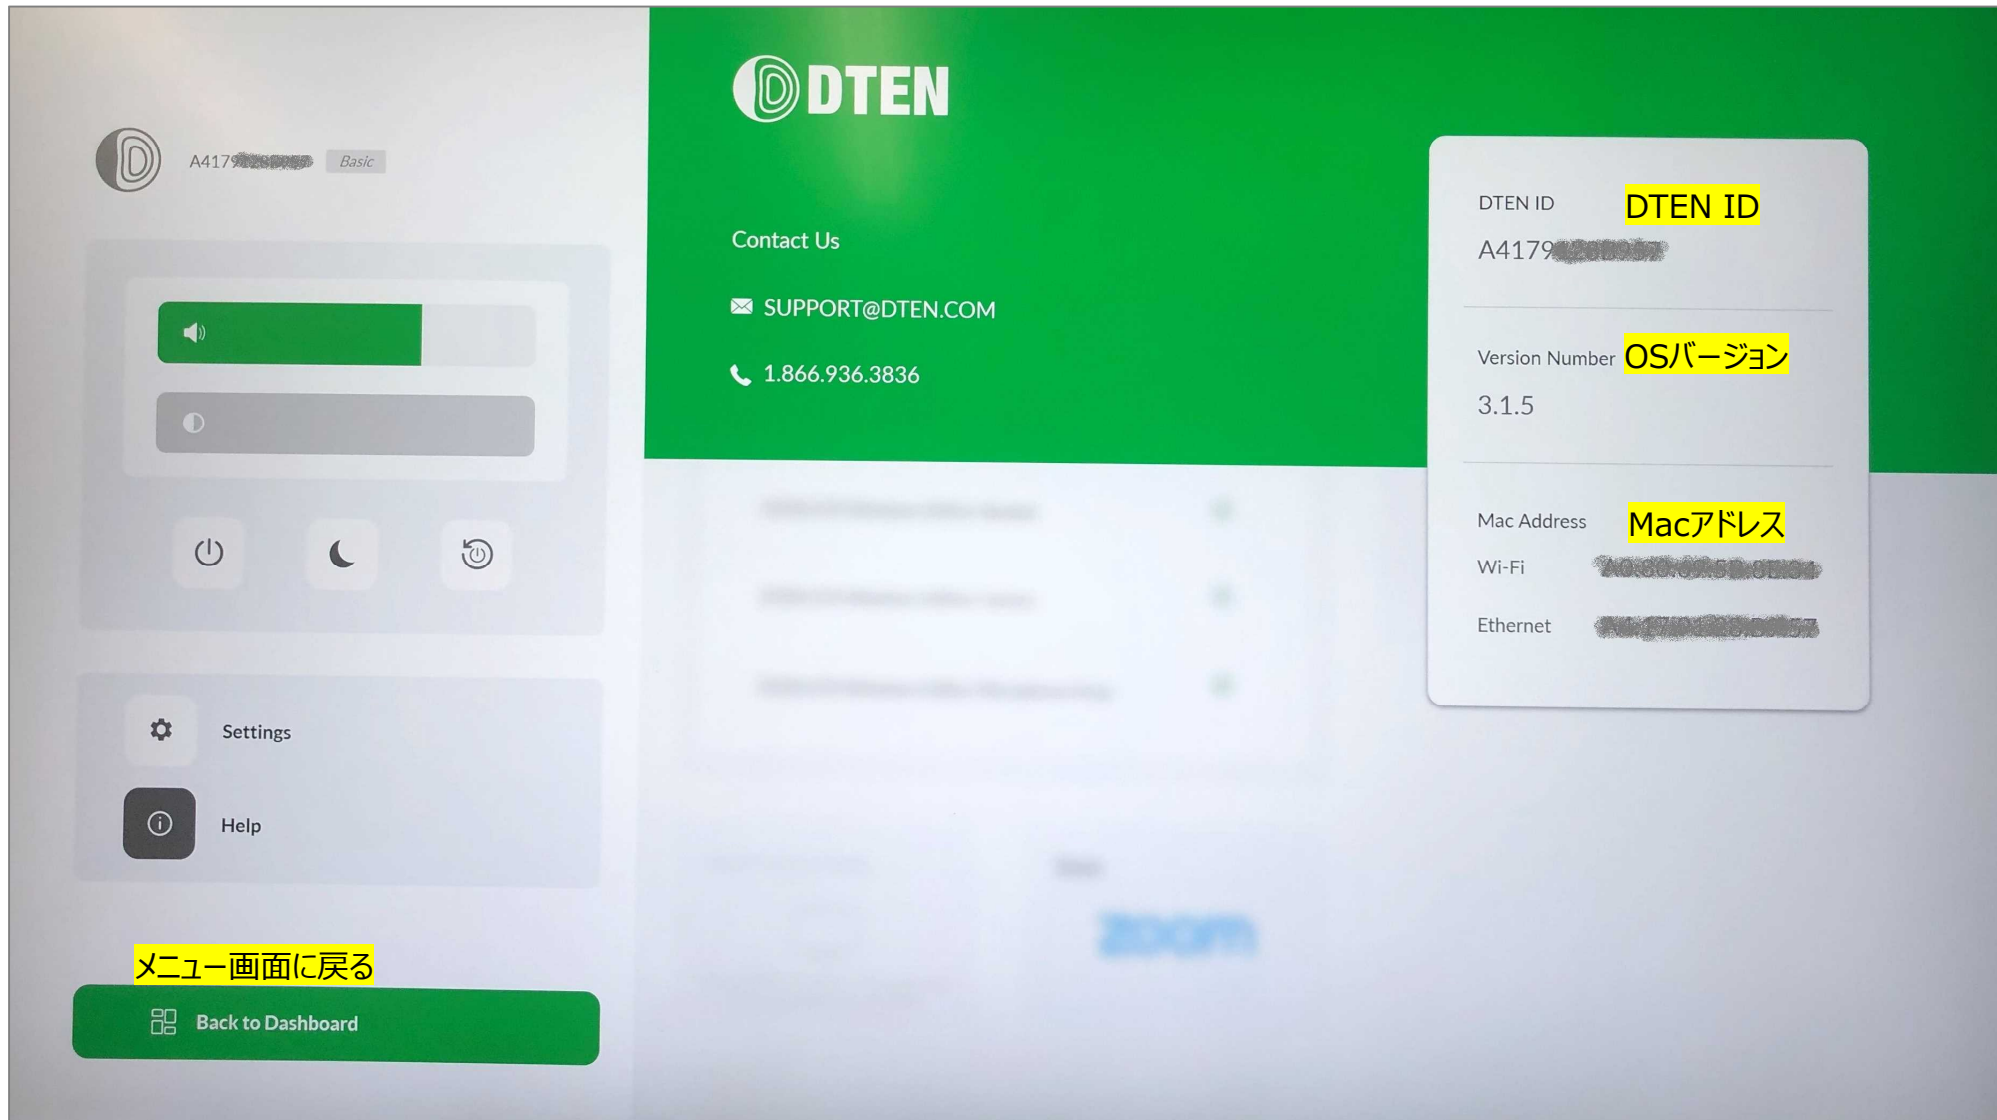 DTEN
A4179
Basic
Contact Us
SUPPORT@DTEN.COM
1.866.936.3836
DTEN ID
DTEN ID
A4179
Version Number
OSバージョン
3.1.5
Mac Address
Macアドレス
Wi-Fi
Ethernet
Settings
Help
zoom
メニュー画面に戻る
Back to Dashboard